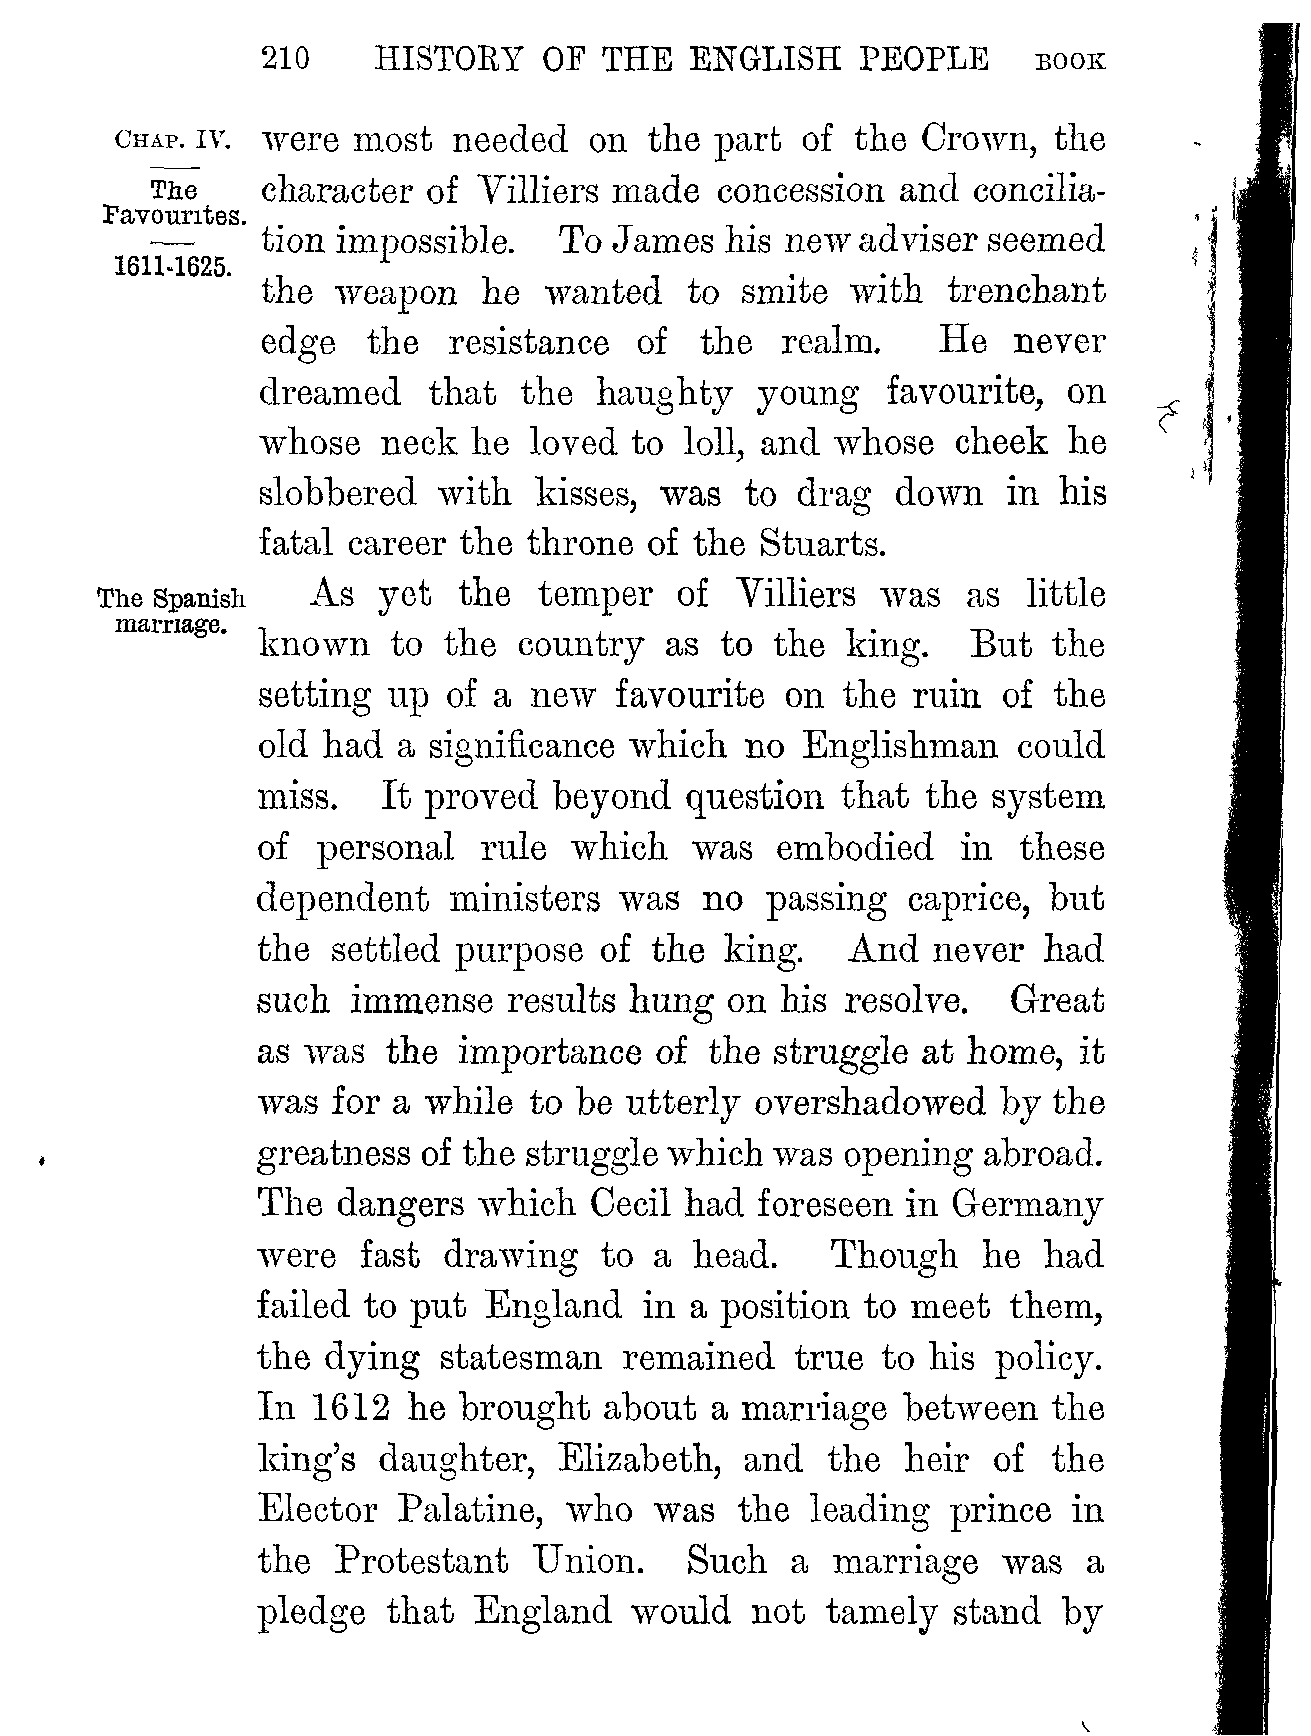 210 HISTORY OF THE ENGLISH PEOPLE BOOK
CHAP. IV.
The
Favourites.
1611-1625.
were most needed on the part of the Crown, the
character of Villiers made concession and concilia-
tion impossible. To James his new adviser seemed
the weapon he wanted to smite with trenchant
edge the resistance of the realm. He never
dreamed that the haughty young favourite, on
whose neck he loved to loll, and whose cheek he
slobbered with kisses, was to drag down in his
fatal career the throne of the Stuarts.
The Spanish
marriage.
As yet the temper of Villiers was as little
known to the country as to the king. But the
setting up of a new favourite on the ruin of the
old had a significance which no Englishman could
miss. It proved beyond question that the system
of personal rule which was embodied in these
dependent ministers was no passing caprice, but
the settled purpose of the king. And never had
such immense results hung on his resolve. Great
as was the importance of the struggle at home, it
was for a while to be utterly overshadowed by the
greatness of the struggle which was opening abroad.
The dangers which Cecil had foreseen in Germany
were fast drawing to a head. Though he had
failed to put England in a position to meet them,
the dying statesman remained true to his policy.
In 1612 he brought about a marriage between the
king's daughter, Elizabeth, and the heir of the
Elector Palatine, who was the leading prince in
the Protestant Union. Such a marriage was a
pledge that England would not tamely stand by